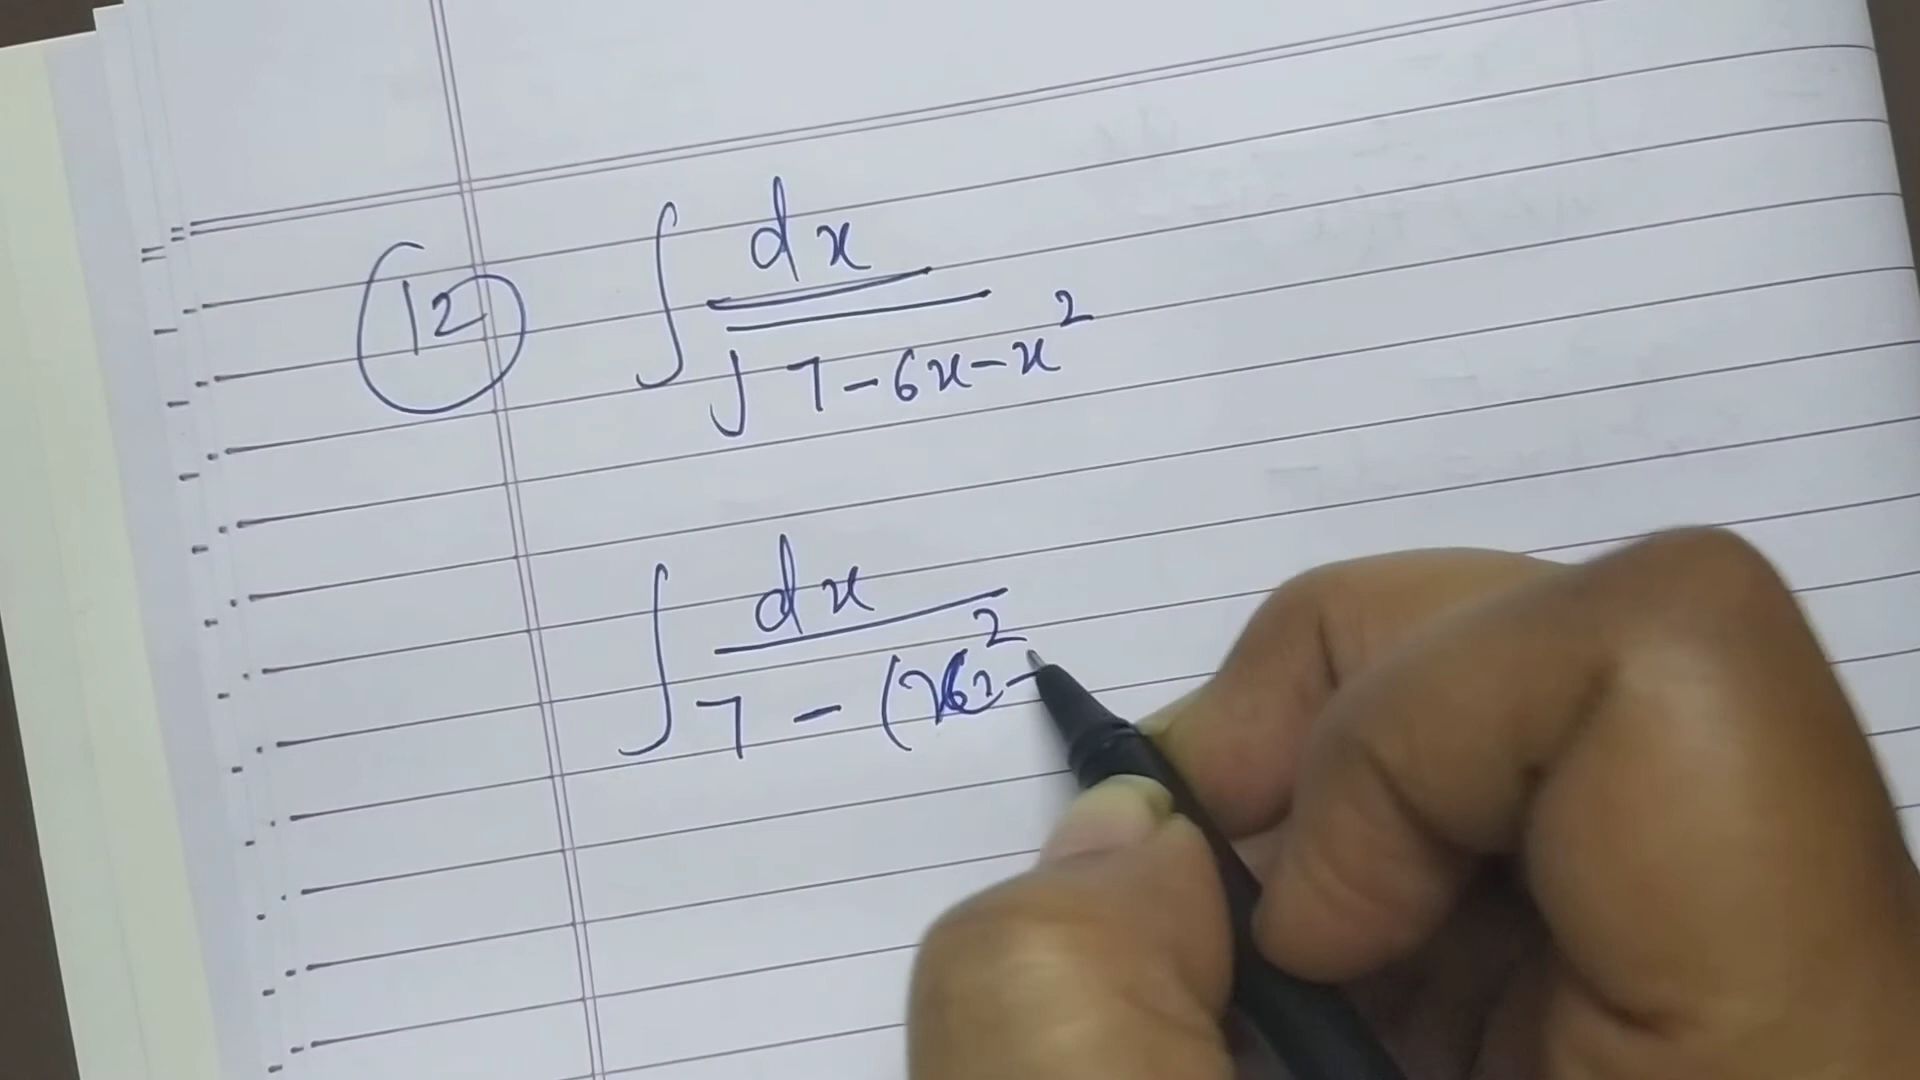 12 ∫ dx / √7-6x-x²
∫ dx / 7 - (x²